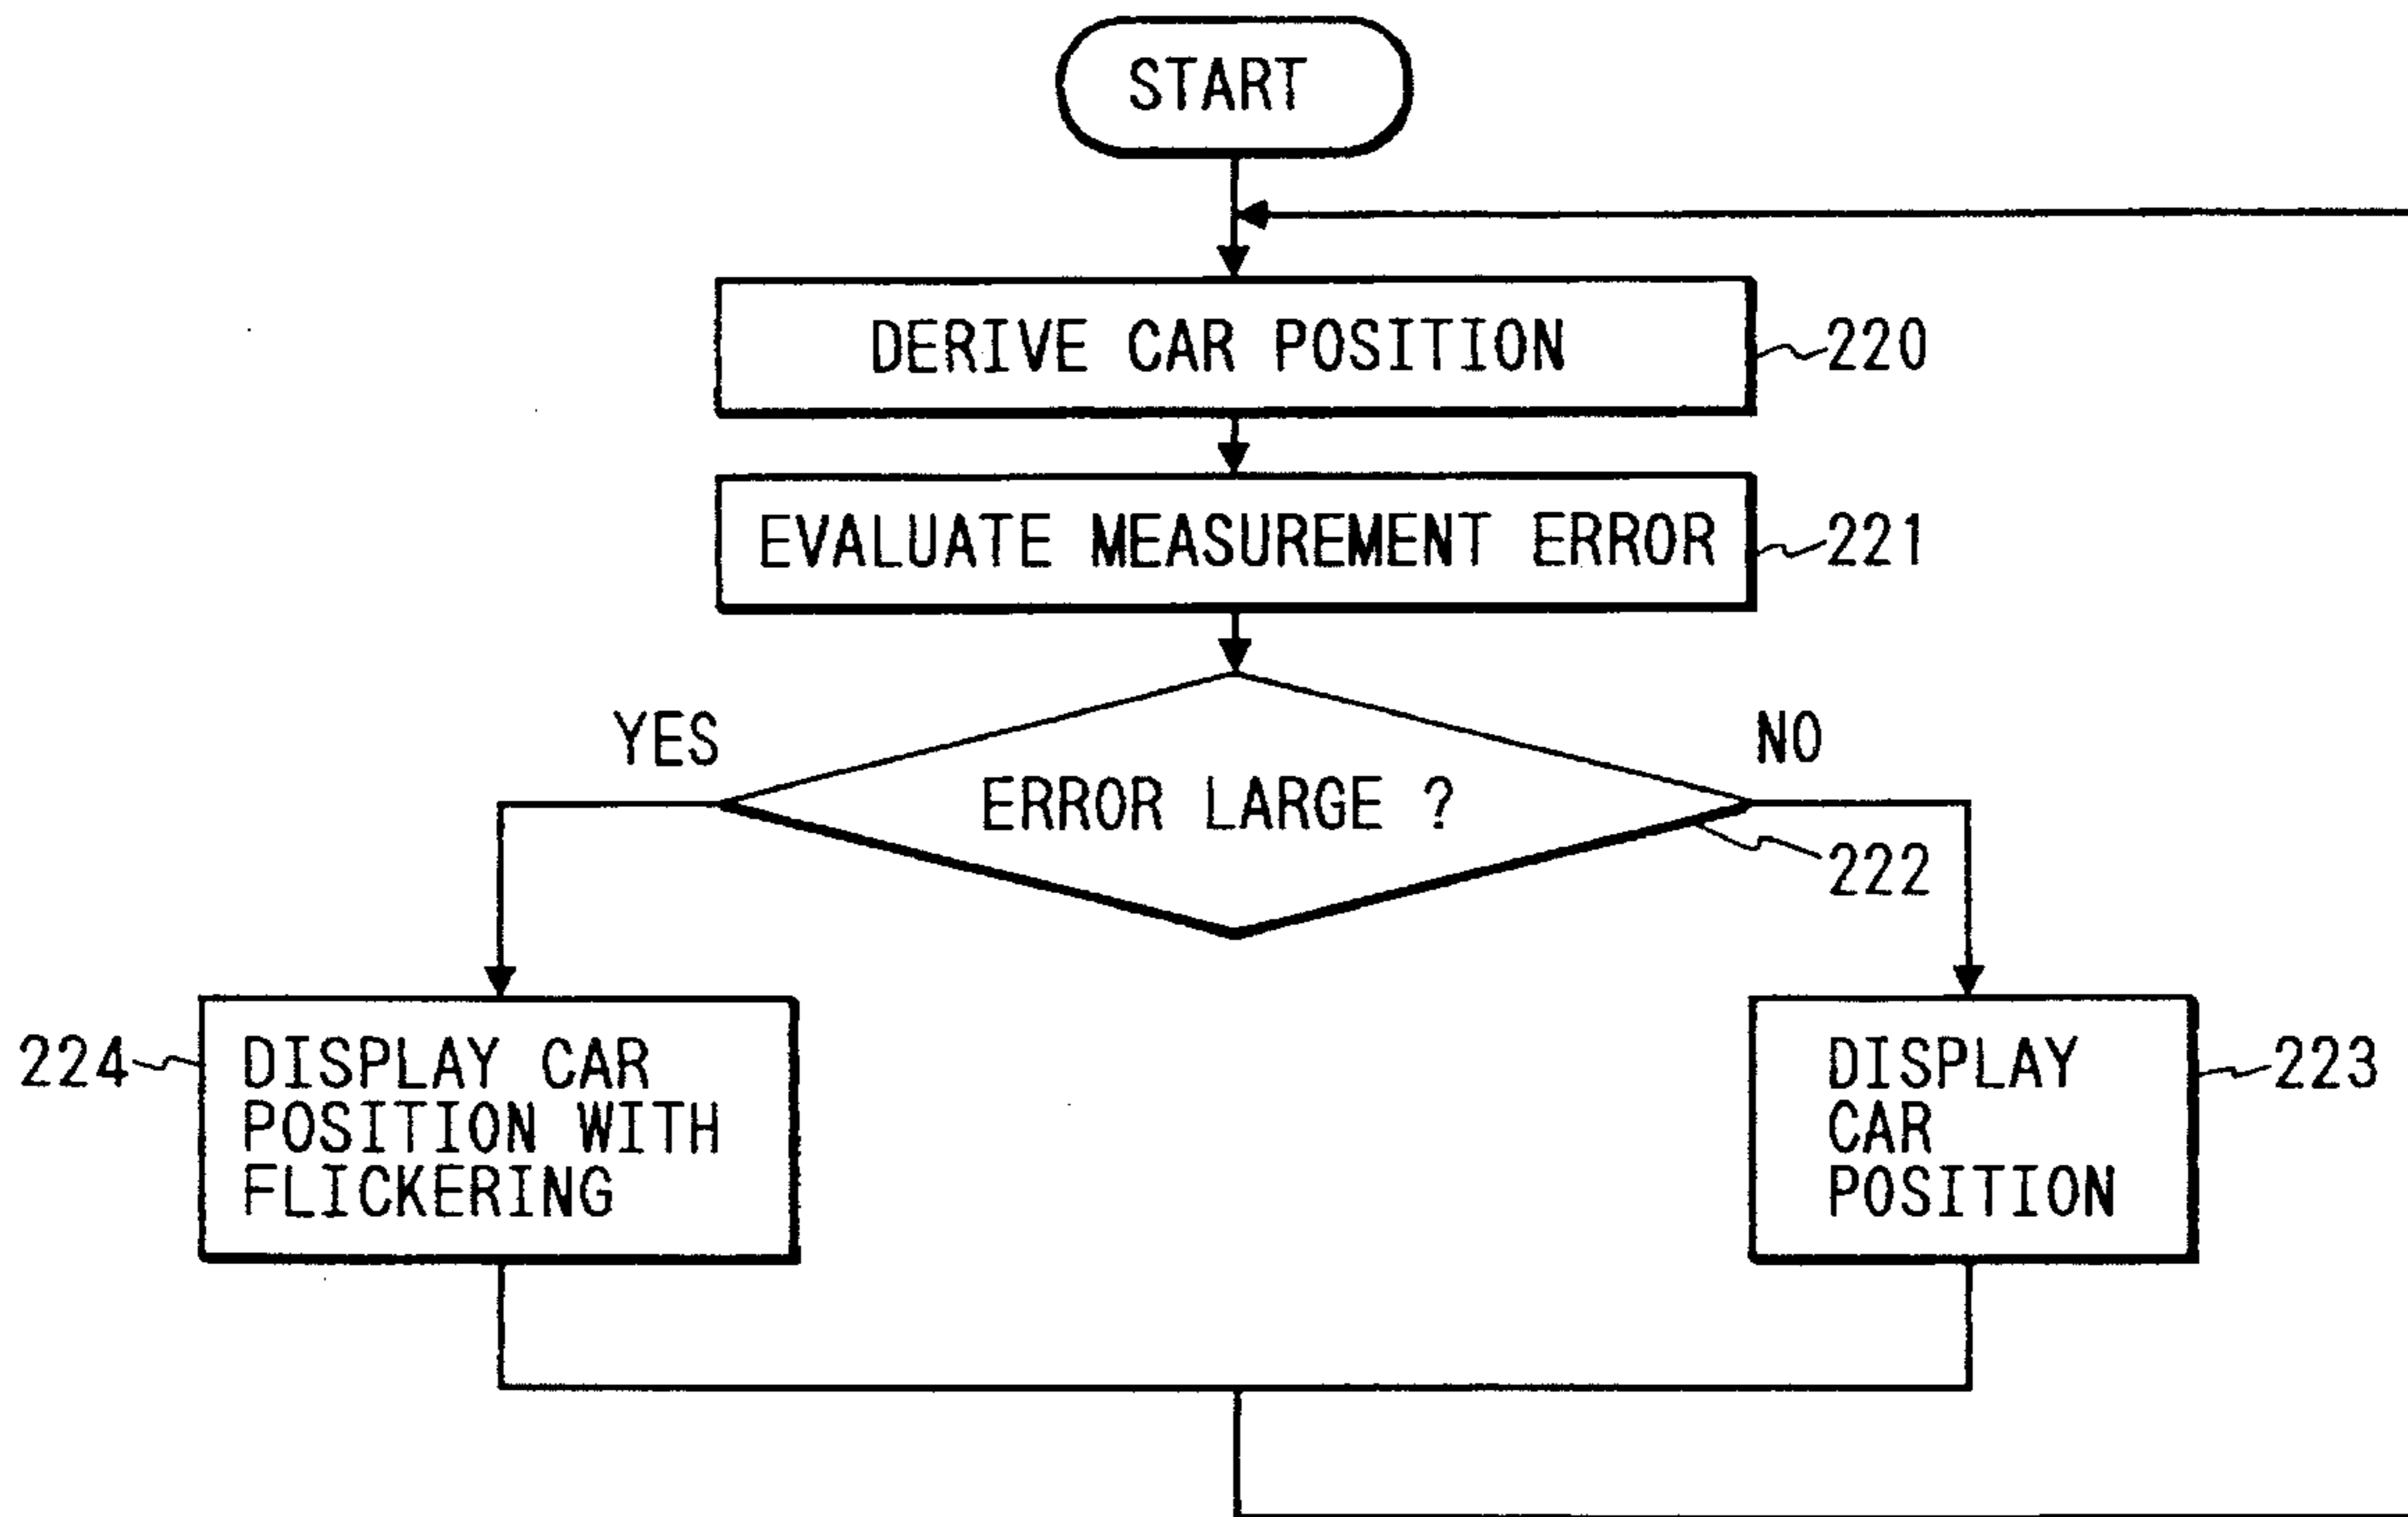 START
DERIVE CAR POSITION
220
EVALUATE MEASUREMENT ERROR
221
YES
NO
ERROR LARGE ?
222
224
DISPLAY CAR
POSITION WITH
FLICKERING
DISPLAY
CAR
POSITION
223